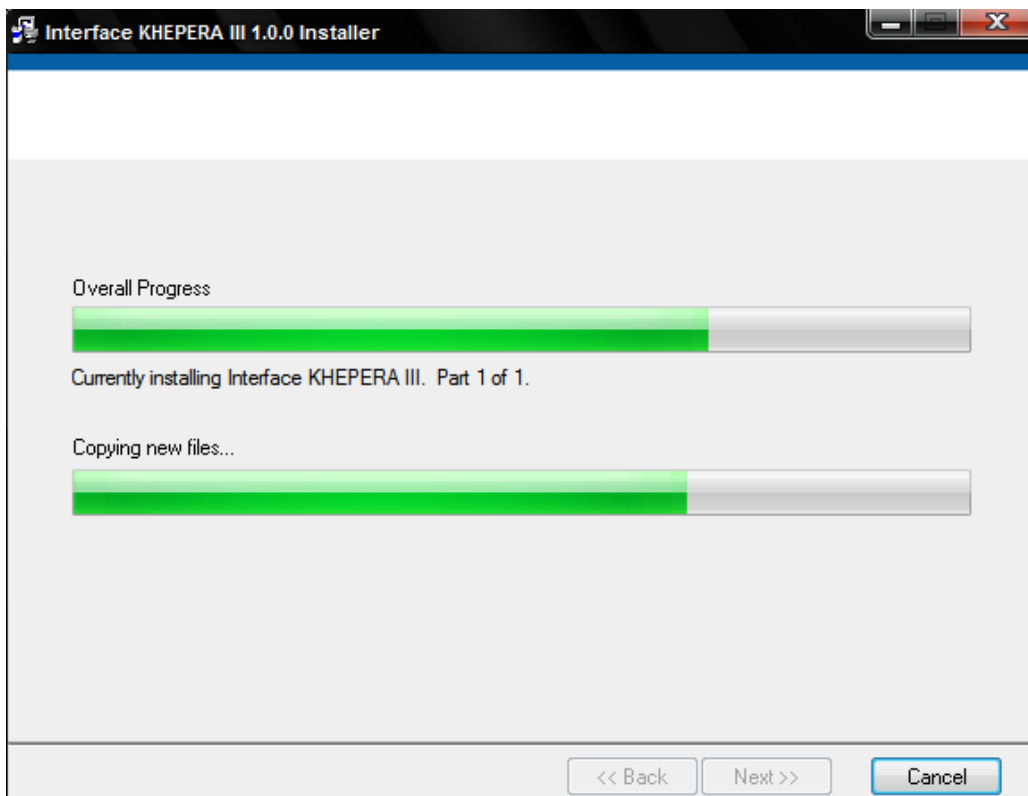 Interface KHEPERA III 1.0.0 Installer
Overall Progress
Currently installing Interface KHEPERA III. Part 1 of 1.
Copying new files...
<< Back
Next >>
Cancel